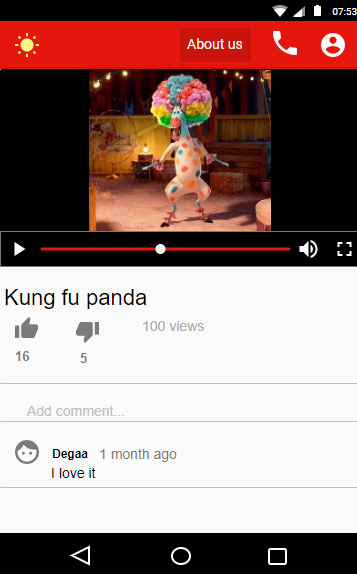 07:53
About us
Kung fu panda
100 views
16
5
Add comment...
Degaa 1 month ago
I love it